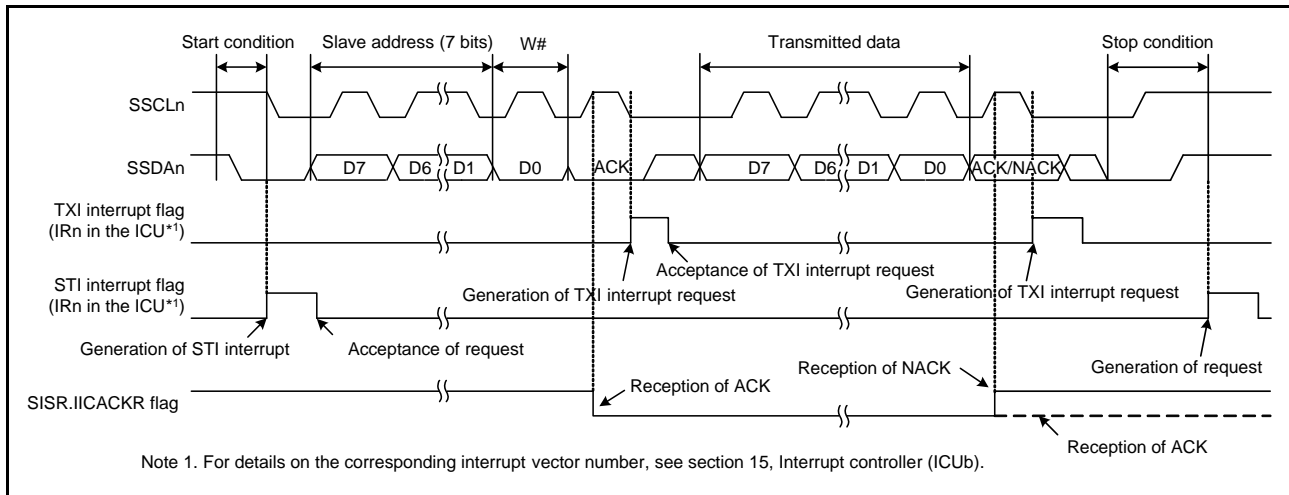 Start condition
Slave address (7 bits)
W#
Transmitted data
Stop condition
SSCLn
SSDAn
D7
D6
D1
D0
ACK
D7
D6
D1
D0
ACK/NACK
TXI interrupt flag
(IRn in the ICU*1)
Acceptance of TXI interrupt request
Generation of TXI interrupt request
Generation of TXI interrupt request
STI interrupt flag
(IRn in the ICU*1)
Generation of STI interrupt
Acceptance of request
Generation of request
Reception of ACK
Reception of NACK
SISR.IICACKR flag
Reception of ACK
Note 1. For details on the corresponding interrupt vector number, see section 15, Interrupt controller (ICUb).